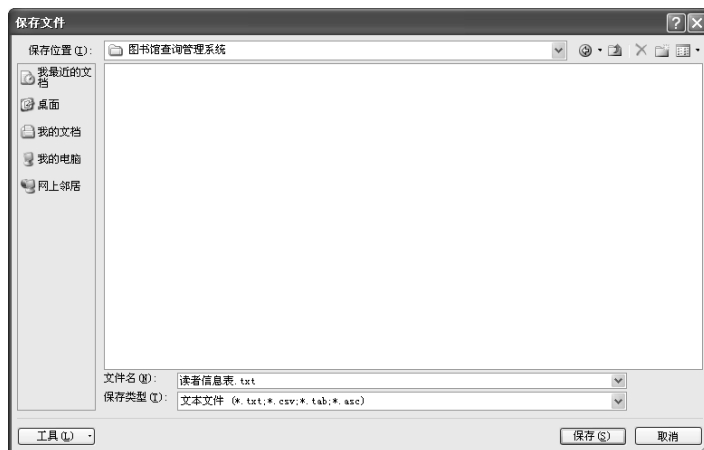 保存文件
保存位置(I):
图书馆查询管理系统
我最近的文
档
桌面
我的文档
我的电脑
网上邻居
文件名(N):
读者信息表.txt
保存类型(T):
文本文件 (*.txt;*.csv;*.tab;*.asc)
工具(L)
保存(S)
取消